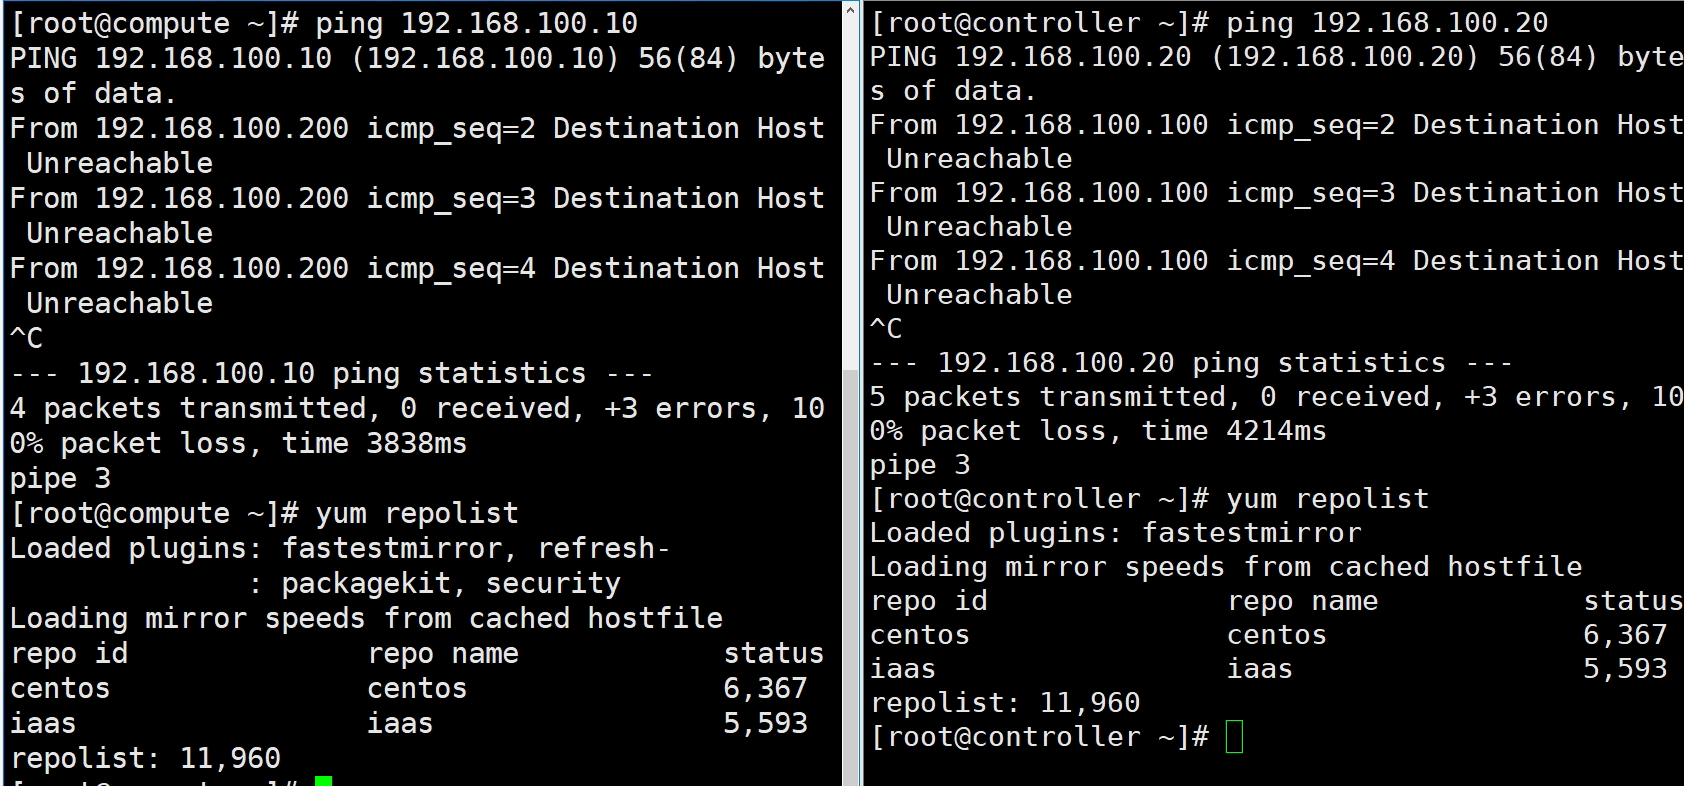 [root@compute ~]# ping 192.168.100.10
PING 192.168.100.10 (192.168.100.10) 56(84) byte
s of data.
From 192.168.100.200 icmp_seq=2 Destination Host
 Unreachable
From 192.168.100.200 icmp_seq=3 Destination Host
 Unreachable
From 192.168.100.200 icmp_seq=4 Destination Host
 Unreachable
^C
--- 192.168.100.10 ping statistics ---
4 packets transmitted, 0 received, +3 errors, 10
0% packet loss, time 3838ms
pipe 3
[root@compute ~]# yum repolist
Loaded plugins: fastestmirror, refresh-
              : packagekit, security
Loading mirror speeds from cached hostfile
repo id              repo name            status
centos               centos               6,367
iaas                 iaas                 5,593
repolist: 11,960
[root@controller ~]# ping 192.168.100.20
PING 192.168.100.20 (192.168.100.20) 56(84) byte
s of data.
From 192.168.100.100 icmp_seq=2 Destination Host
 Unreachable
From 192.168.100.100 icmp_seq=3 Destination Host
 Unreachable
From 192.168.100.100 icmp_seq=4 Destination Host
 Unreachable
^C
--- 192.168.100.20 ping statistics ---
5 packets transmitted, 0 received, +3 errors, 10
0% packet loss, time 4214ms
pipe 3
[root@controller ~]# yum repolist
Loaded plugins: fastestmirror
Loading mirror speeds from cached hostfile
repo id              repo name            status
centos               centos               6,367
iaas                 iaas                 5,593
repolist: 11,960
[root@controller ~]#